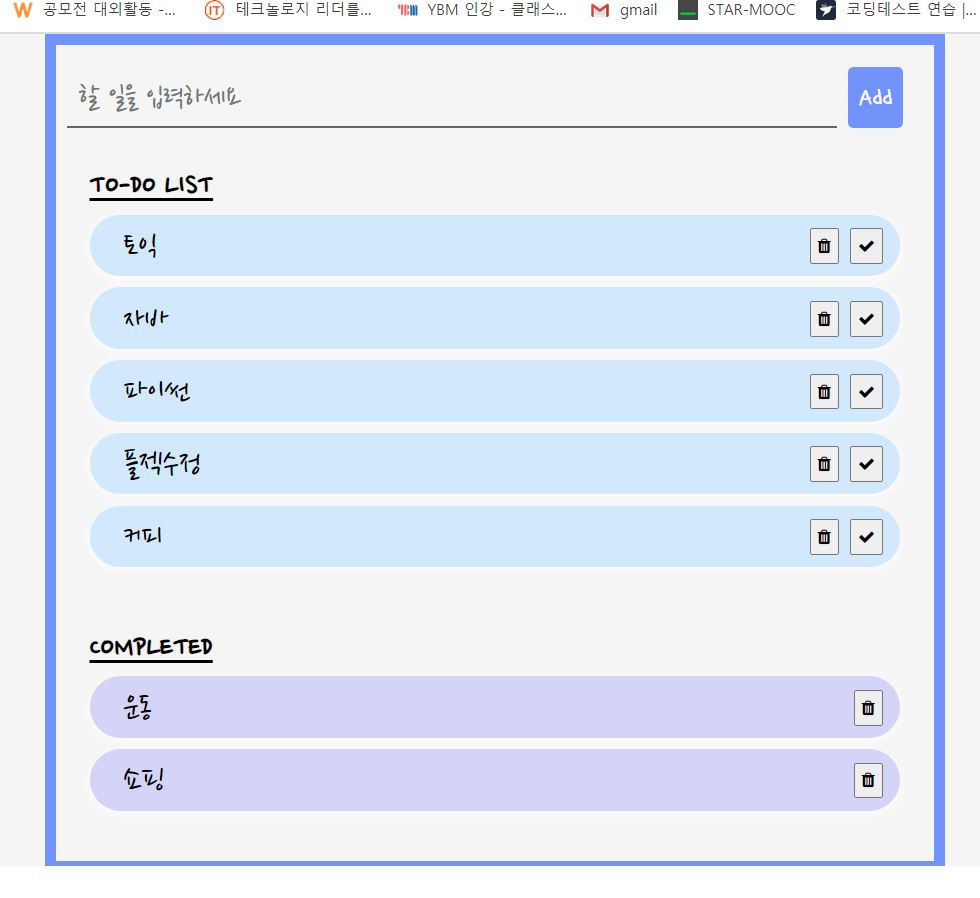 공모전 대외활동 -... 테크놀로지 리더를... YBM 인강 - 클래스... gmail STAR-MOOC 코딩테스트 연습 |...
할 일을 입력하세요 Add
TO-DO LIST
토익
자바
파이썬
플젝수정
커피
COMPLETED
운동
쇼핑